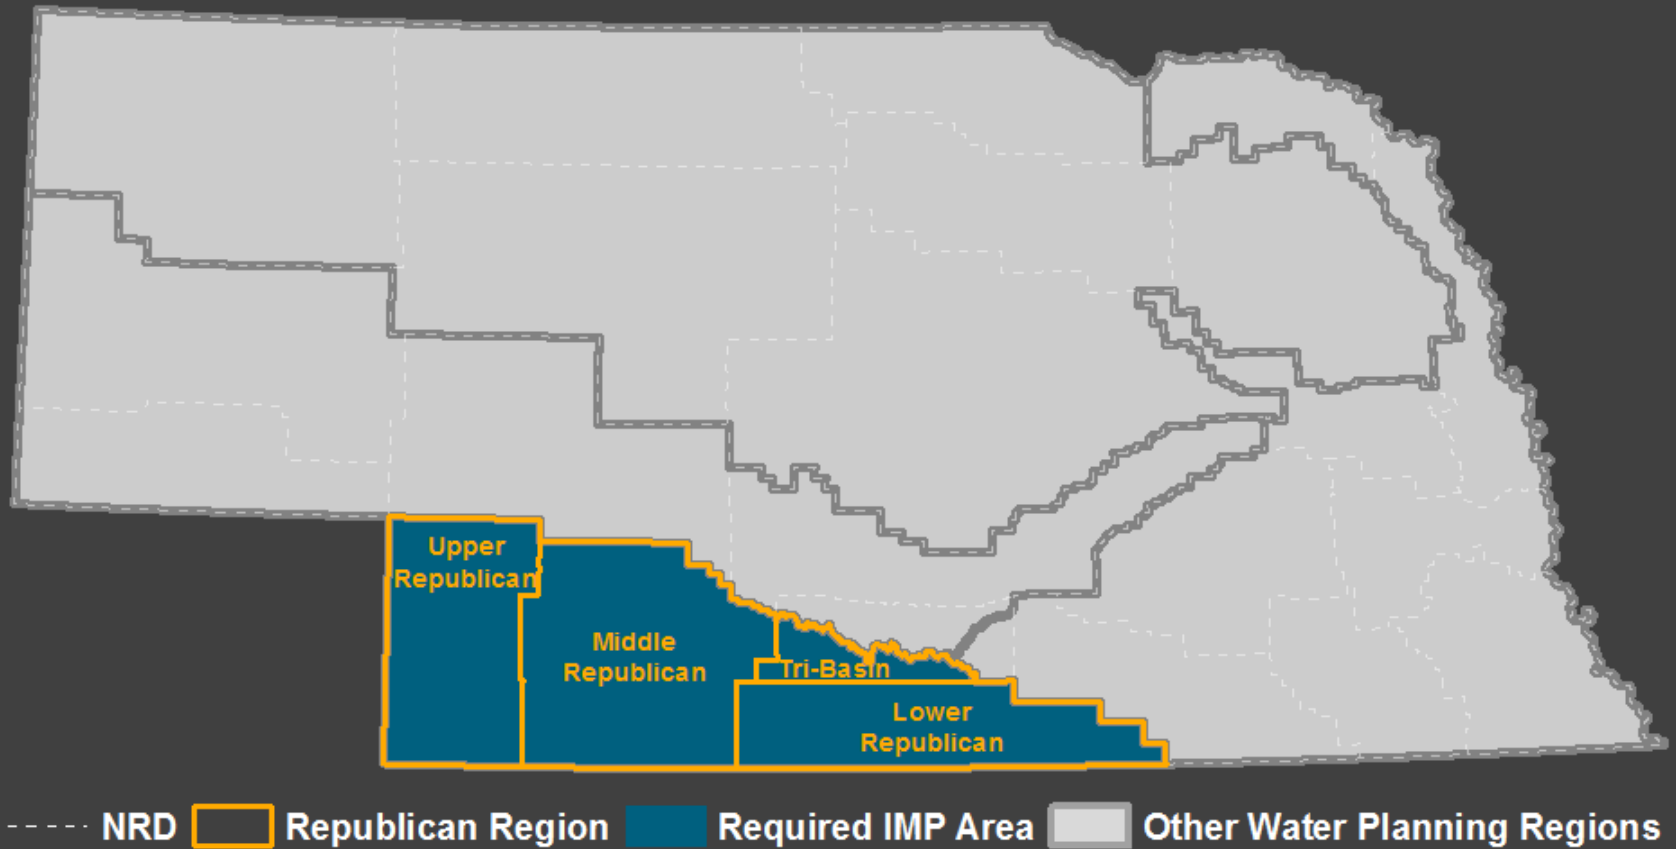 Upper
Republican
Middle
Republican
Tri-Basin
Lower
Republican
NRD Republican Region Required IMP Area Other Water Planning Regions